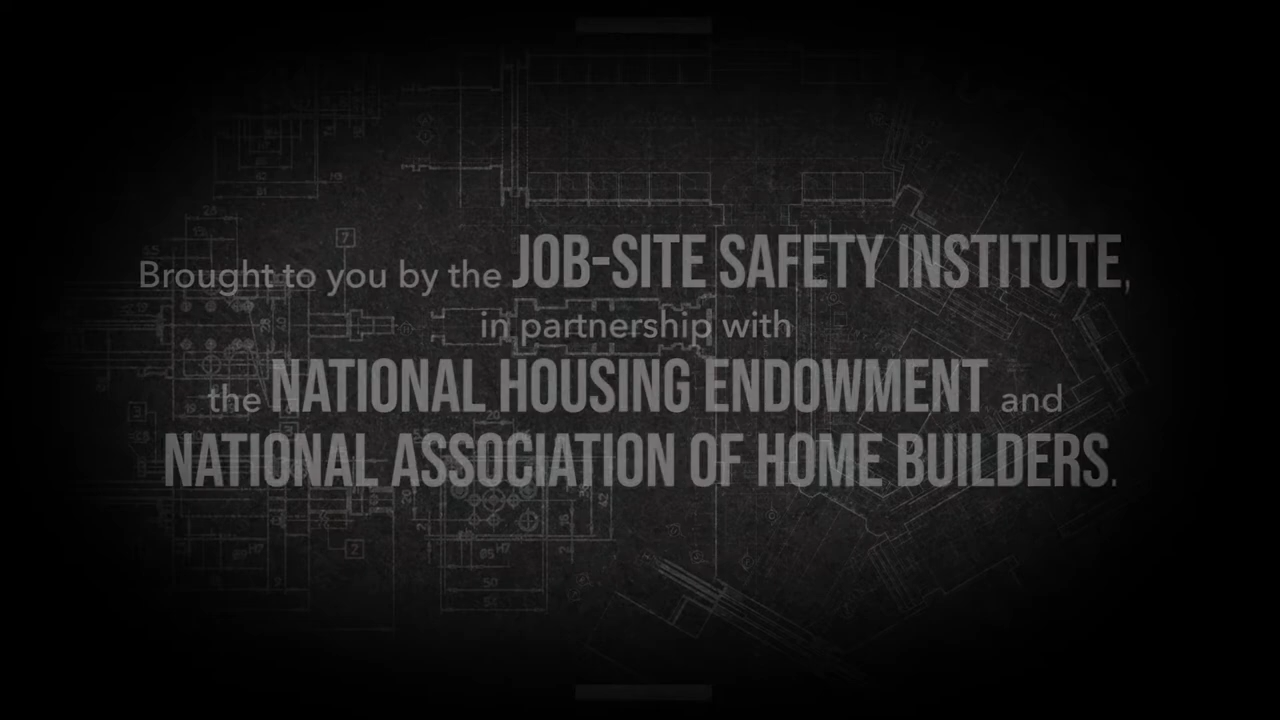 Brought to you by the JOB-SITE SAFETY INSTITUTE,
in partnership with
the NATIONAL HOUSING ENDOWMENT and
NATIONAL ASSOCIATION OF HOME BUILDERS.